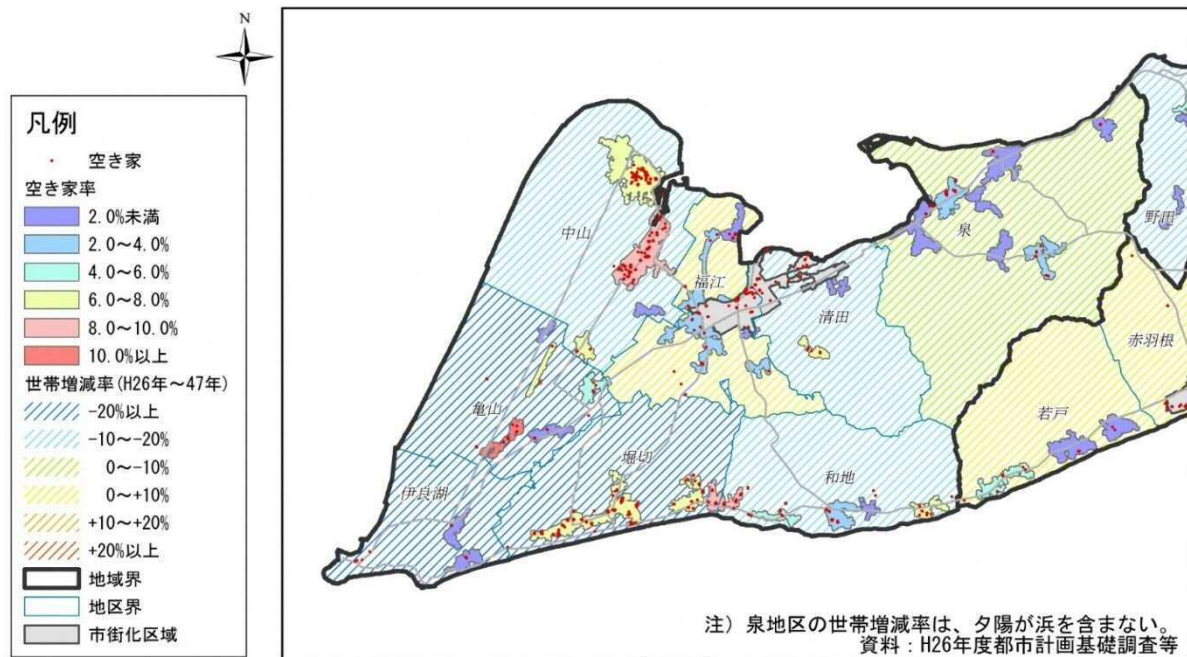 N
凡例
空き家
空き家率
2.0%未満
2.0～4.0%
4.0～6.0%
6.0～8.0%
8.0～10.0%
10.0%以上
世帯増減率(H26年～47年)
-20%以上
-10～-20%
0～-10%
0～+10%
+10～+20%
+20%以上
地域界
地区界
市街化区域
中山
福江
泉
野田
清田
赤羽根
亀山
若戸
堀切
和地
伊良湖
注）泉地区の世帯増減率は、夕陽が浜を含まない。
資料：H26年度都市計画基礎調査等